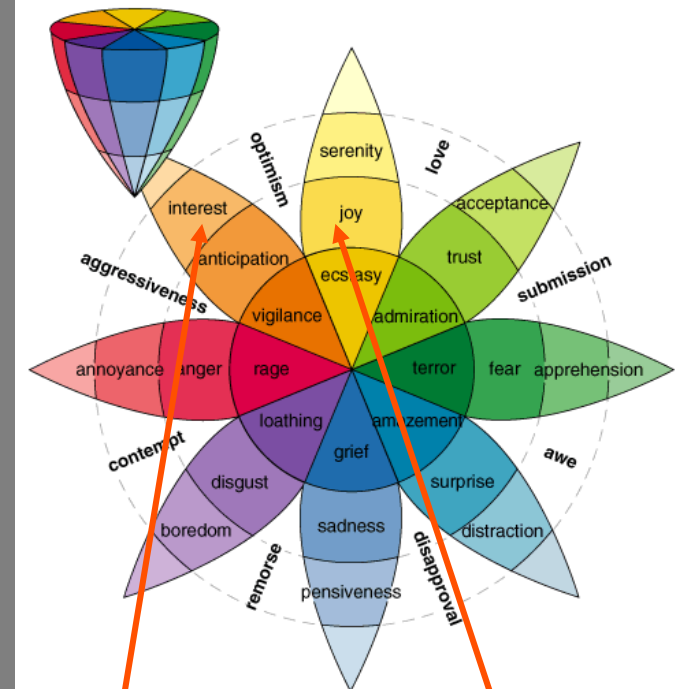 optimism
love
serenity
interest
joy
acceptance
anticipation
trust
aggressiveness
ecstasy
submission
vigilance
admiration
annoyance
anger
rage
terror
fear
apprehension
loathing
amazement
contempt
grief
awe
disgust
surprise
boredom
sadness
distraction
remorse
disapproval
pensiveness